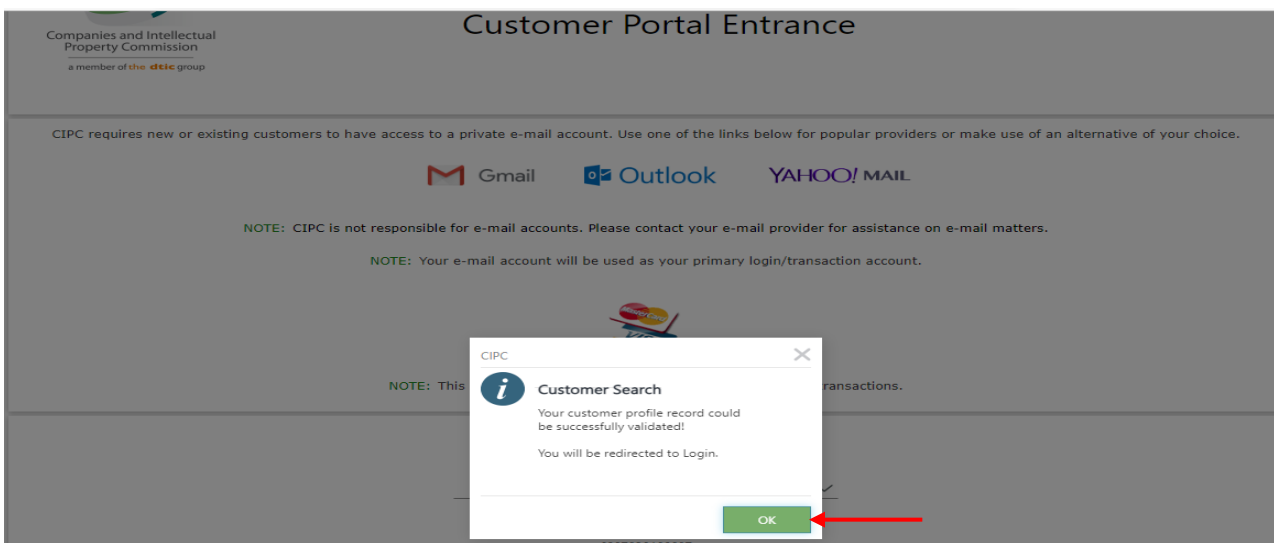 Customer Portal Entrance
Companies and Intellectual
Property Commission
a member of the dtic group
CIPC requires new or existing customers to have access to a private e-mail account. Use one of the links below for popular providers or make use of an alternative of your choice.
Gmail Outlook YAHOO! MAIL
NOTE: CIPC is not responsible for e-mail accounts. Please contact your e-mail provider for assistance on e-mail matters.
NOTE: Your e-mail account will be used as your primary login/transaction account.
MasterCard
VISA
CIPC
NOTE: This
ransactions.
Customer Search
Your customer profile record could
be successfully validated!
You will be redirected to Login.
OK